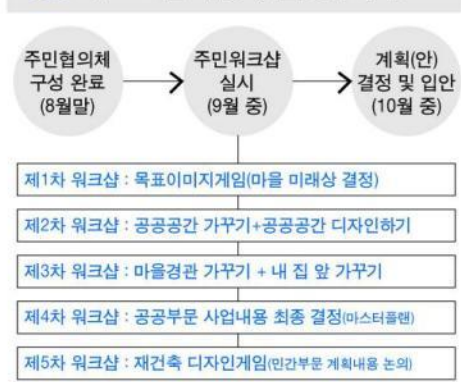 주민협의체
구성 완료
(8월말)
주민워크샵
실시
(9월 중)
계획(안)
결정 및 입안
(10월 중)
제1차 워크샵 : 목표이미지게임(마을 미래상 결정)
제2차 워크샵 : 공공공간 가꾸기+공공공간 디자인하기
제3차 워크샵 : 마을경관 가꾸기 + 내 집 앞 가꾸기
제4차 워크샵 : 공공부문 사업내용 최종 결정(마스터플랜)
제5차 워크샵 : 재건축 디자인게임(민간부문 계획내용 논의)